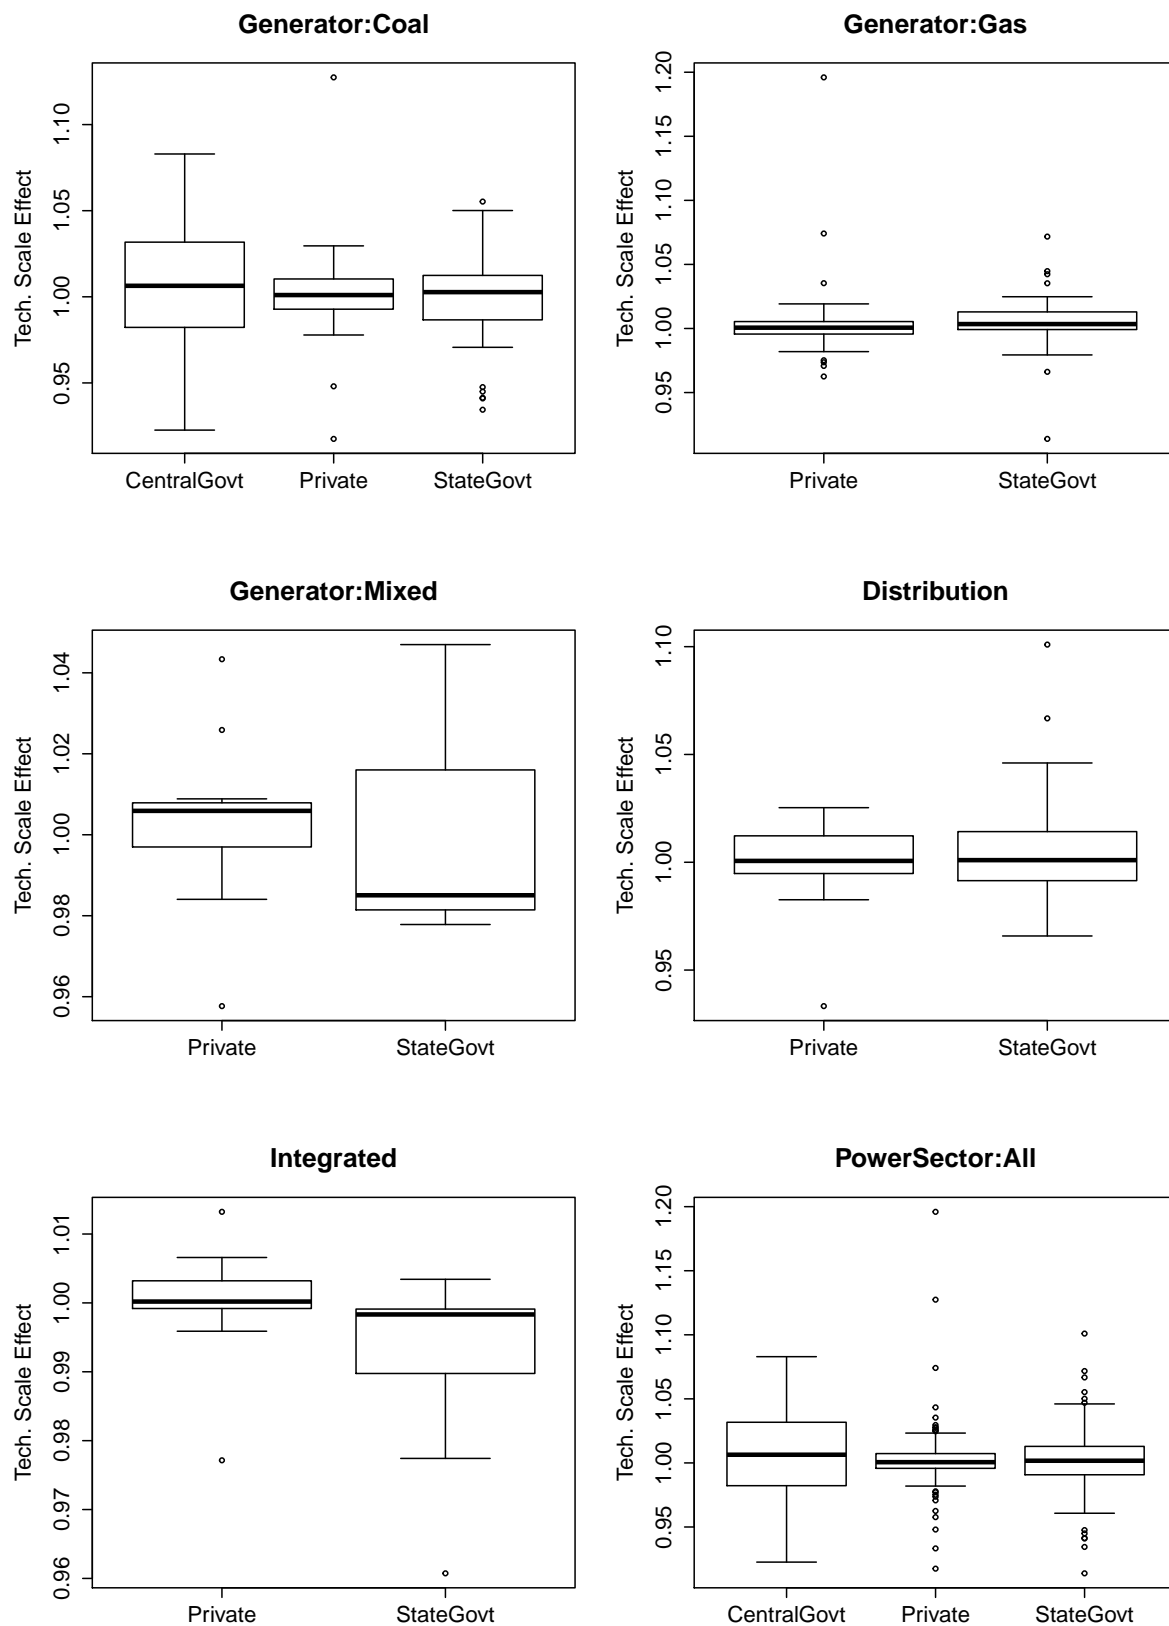 Generator:Coal
Tech. Scale Effect
1.10
1.05
1.00
0.95
CentralGovt Private StateGovt
Generator:Gas
Tech. Scale Effect
1.20
1.15
1.10
1.05
1.00
0.95
Private StateGovt
Generator:Mixed
Tech. Scale Effect
1.04
1.02
1.00
0.98
0.96
Private StateGovt
Distribution
Tech. Scale Effect
1.10
1.05
1.00
0.95
Private StateGovt
Integrated
Tech. Scale Effect
1.01
1.00
0.99
0.98
0.97
0.96
Private StateGovt
PowerSector:All
Tech. Scale Effect
1.20
1.15
1.10
1.05
1.00
0.95
CentralGovt Private StateGovt